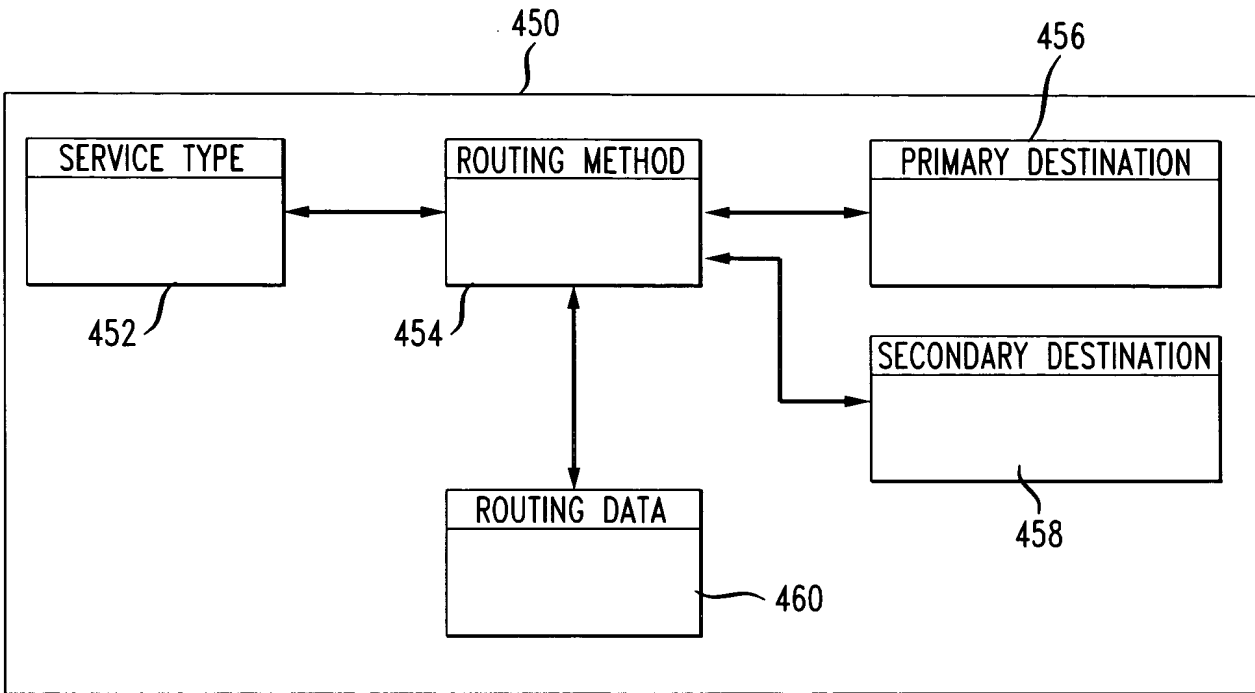 450
456
SERVICE TYPE
ROUTING METHOD
PRIMARY DESTINATION
452
454
SECONDARY DESTINATION
ROUTING DATA
458
460